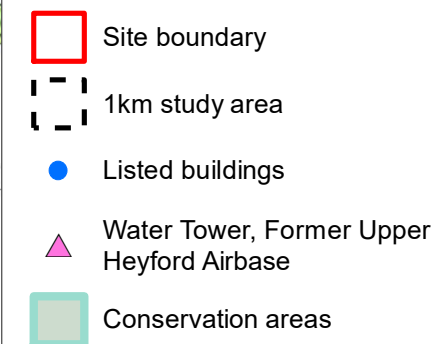 Site boundary
1km study area
Listed buildings
Water Tower, Former Upper
Heyford Airbase
Conservation areas